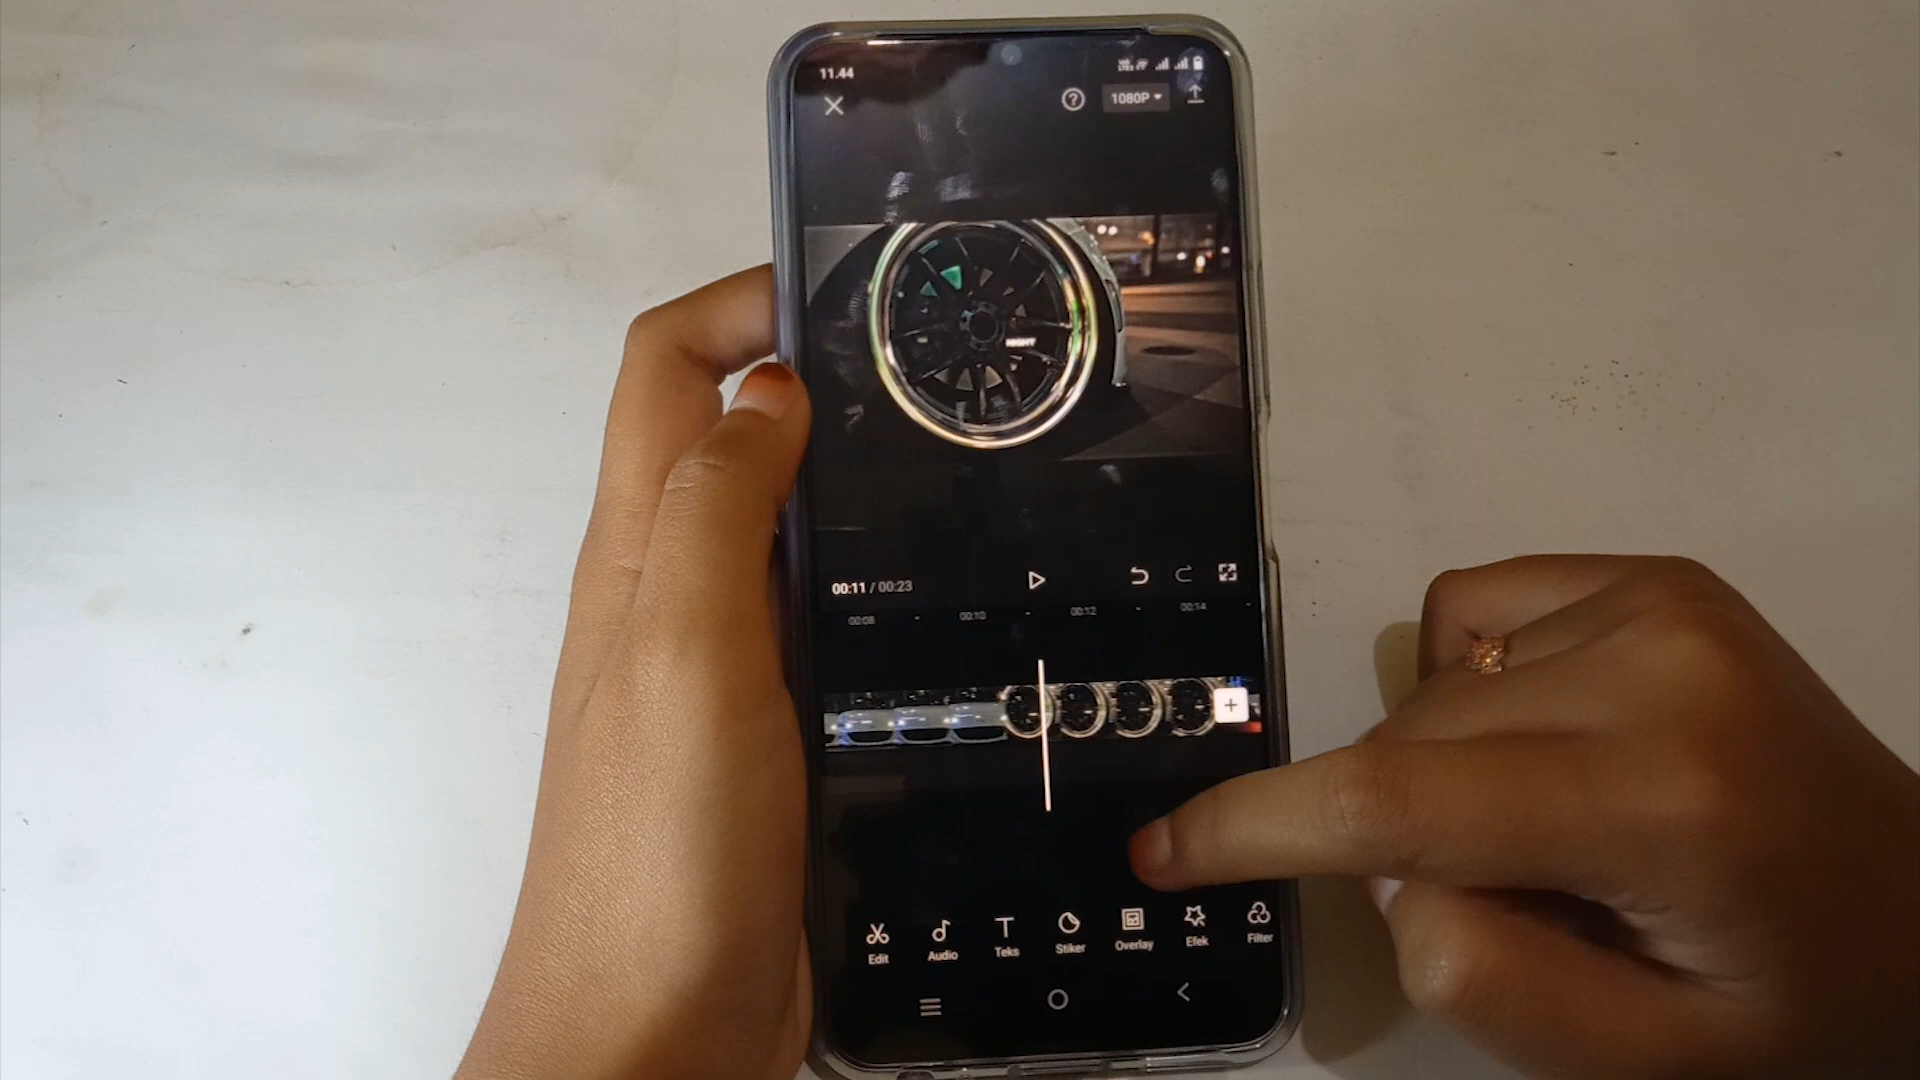 11.44
1080P
NIGHT
00:11 / 00:23
00:08 00:10 00:12 00:14
Edit Audio Teks Stiker Overlay Efek Filter